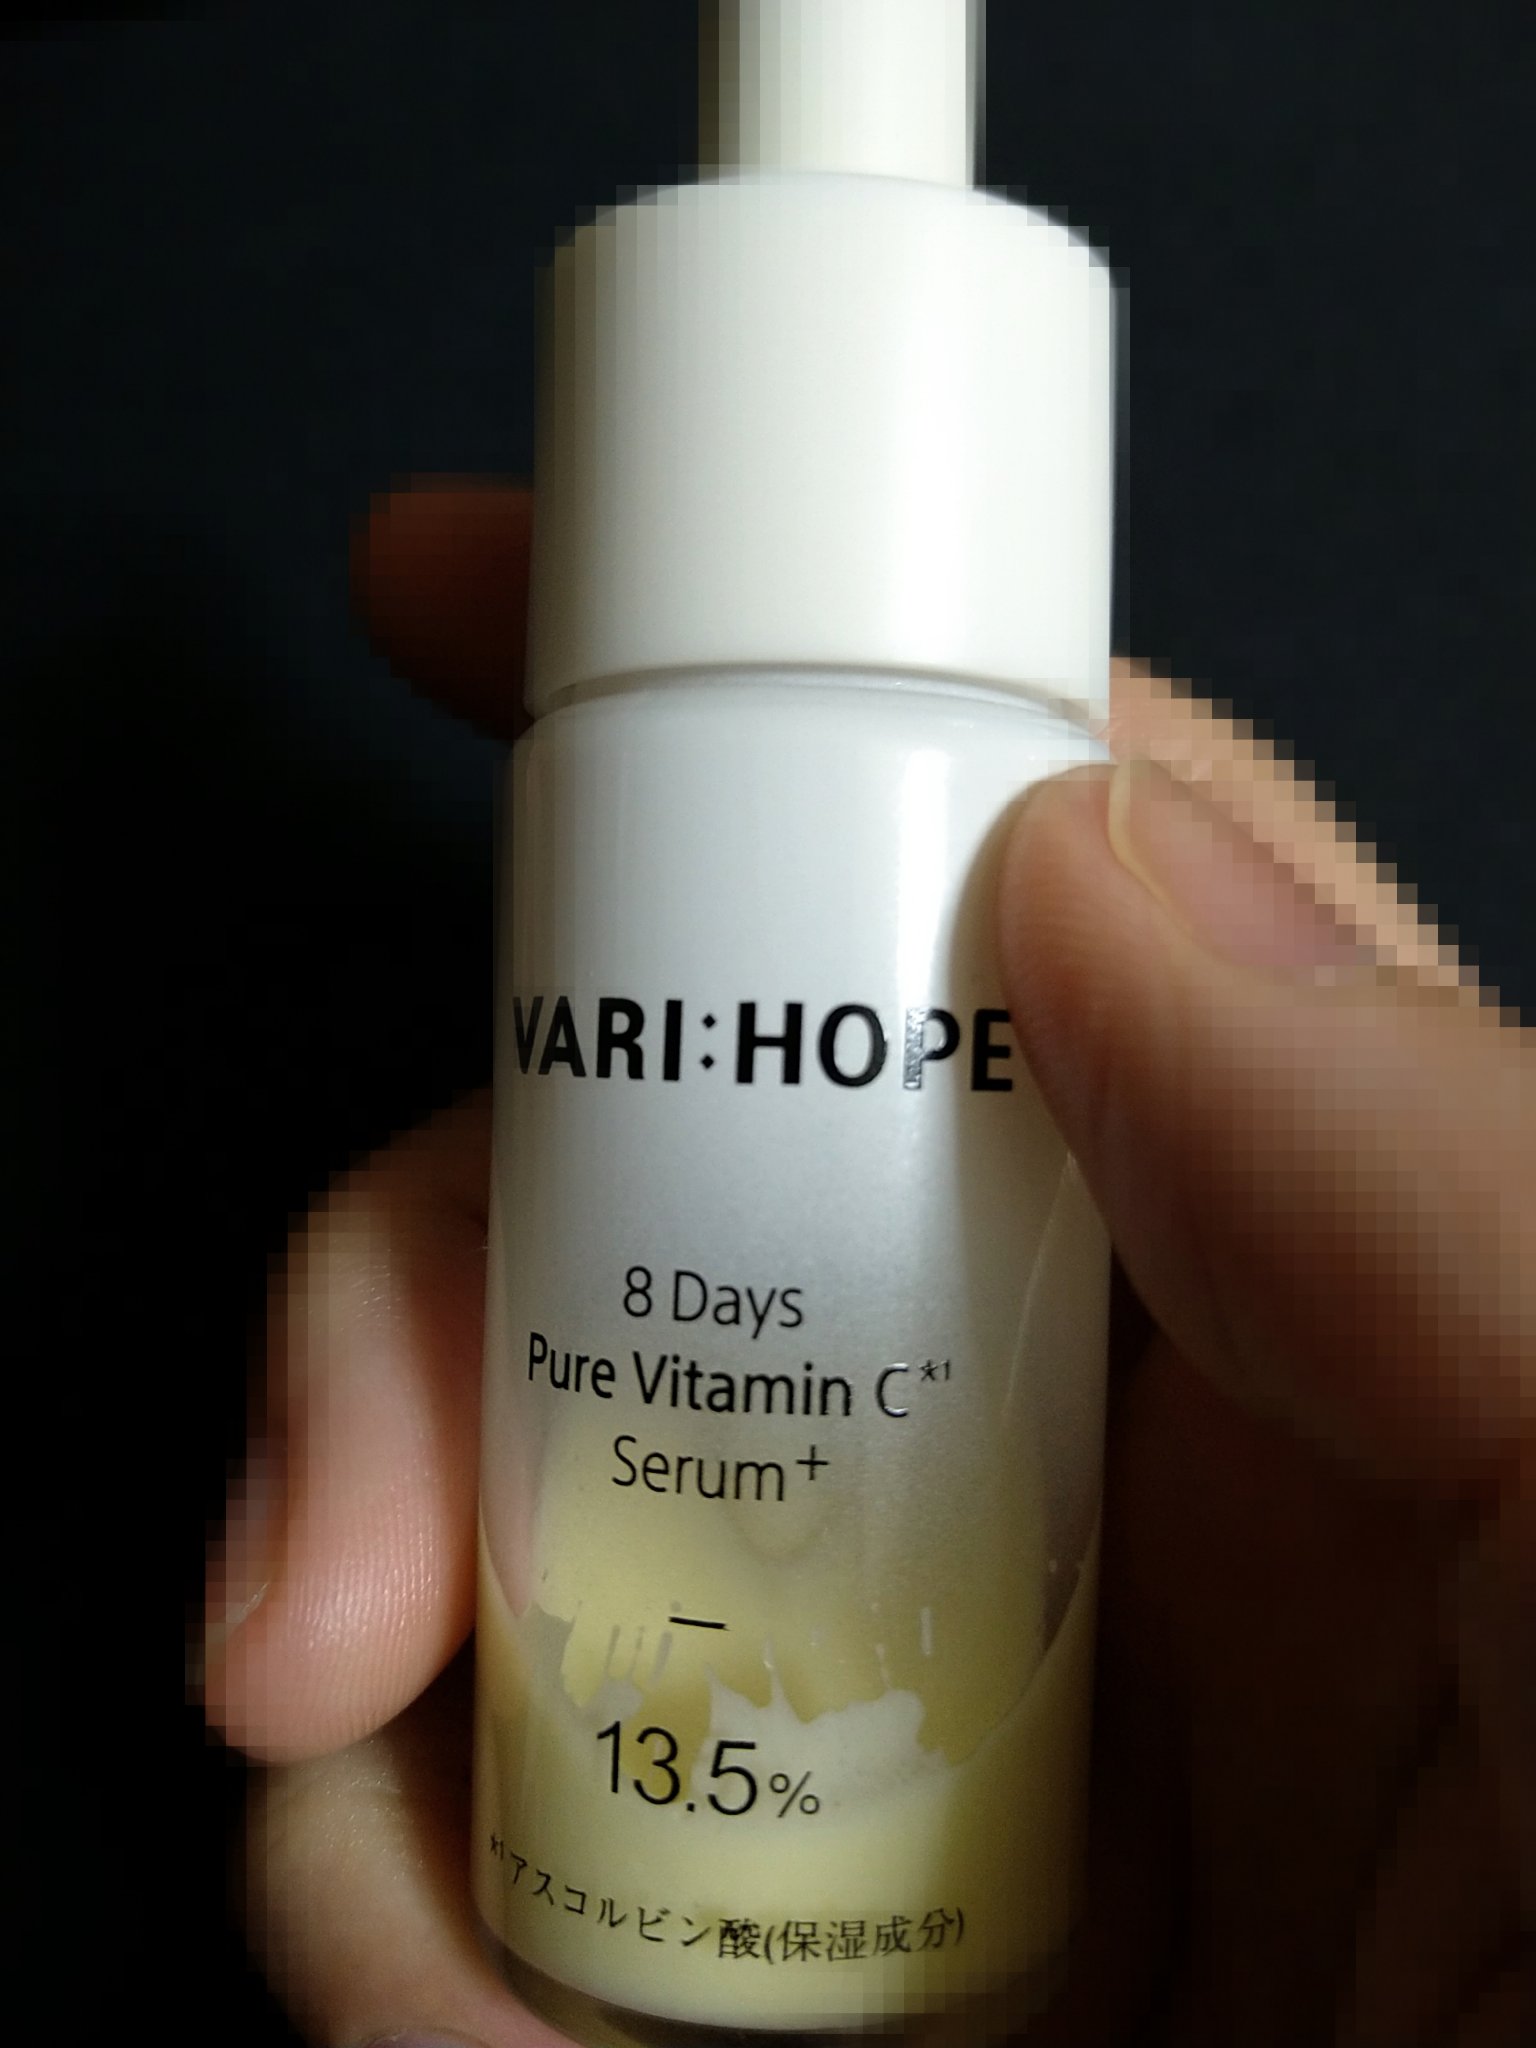 VARI:HOPE
8 Days
Pure Vitamin C*1
Serum+
13.5%
*1アスコルビン酸(保湿成分)